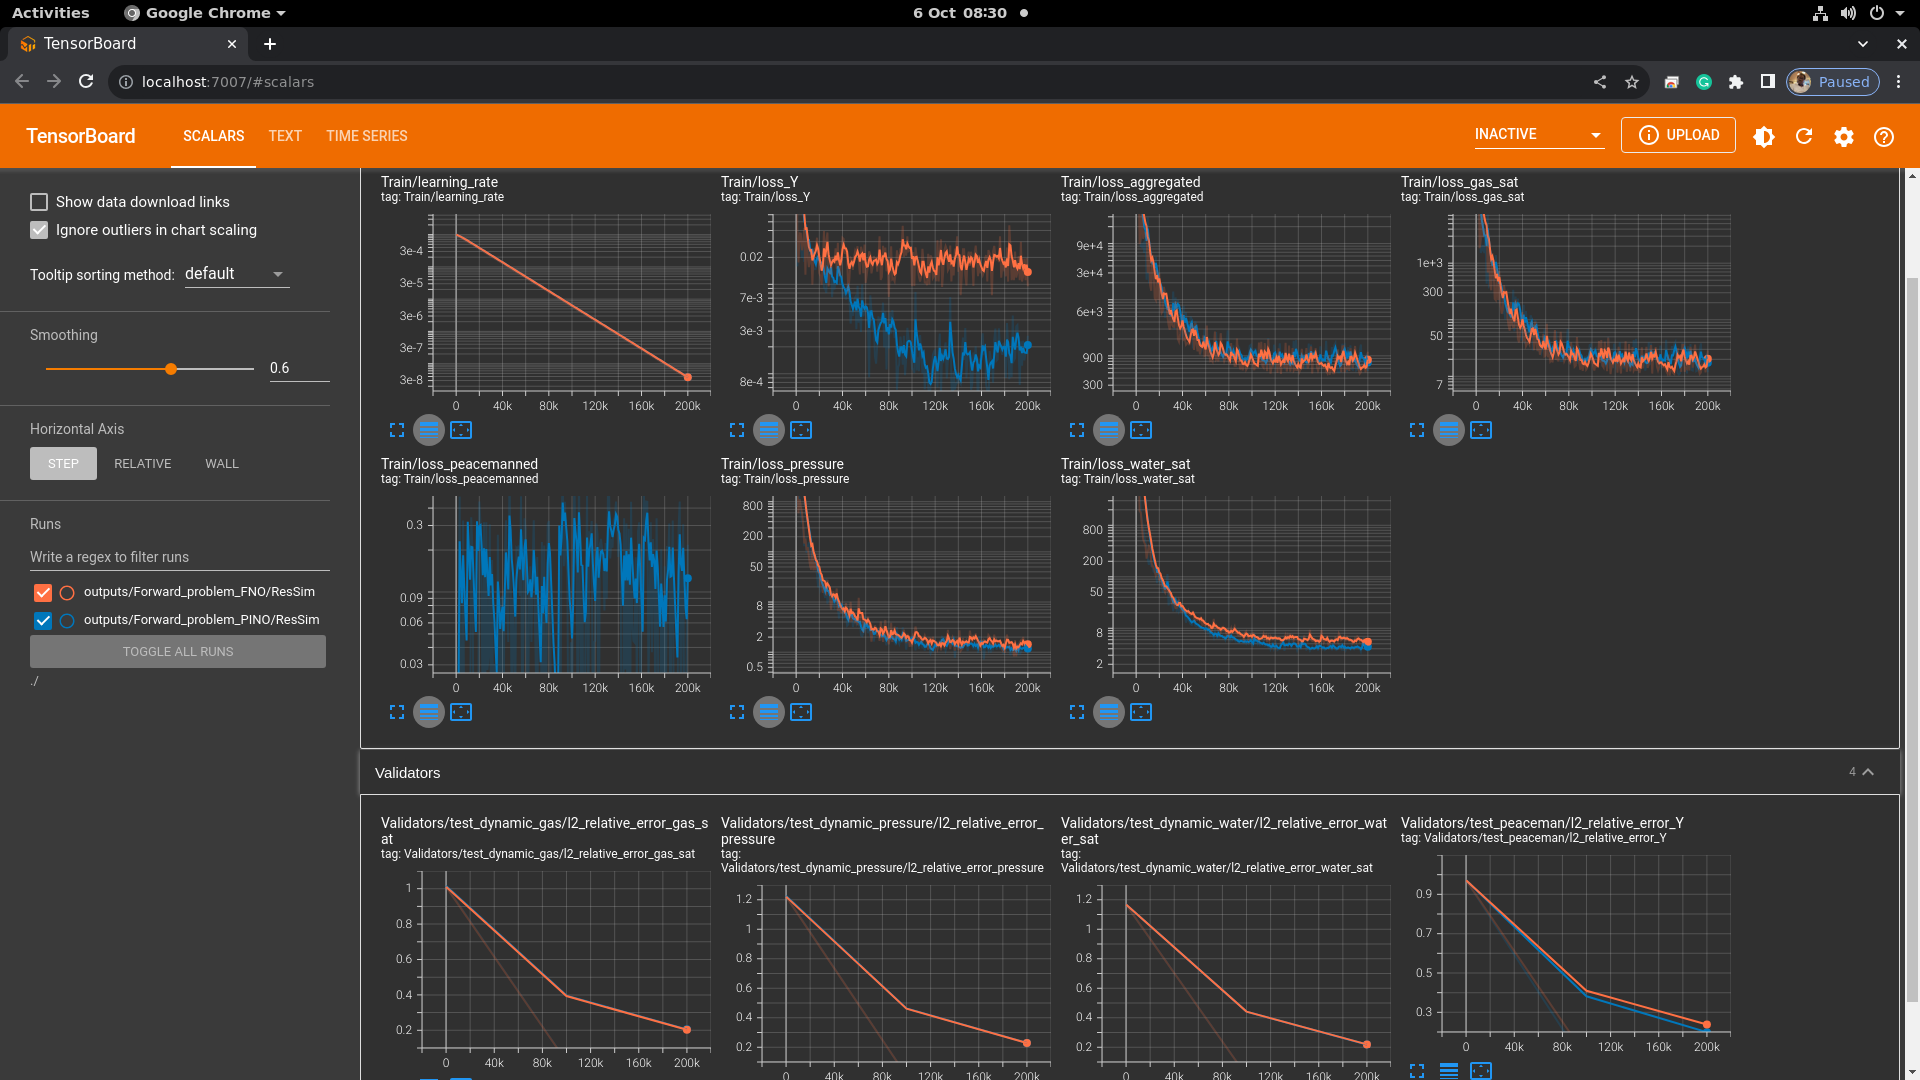 Activities
Google Chrome
6 Oct 08:30
TensorBoard
localhost:7007/#scalars
Paused
TensorBoard
SCALARS
TEXT
TIME SERIES
INACTIVE
UPLOAD
Show data download links
Ignore outliers in chart scaling
Tooltip sorting method: default
Smoothing
0.6
Horizontal Axis
STEP
RELATIVE
WALL
Runs
Write a regex to filter runs
outputs/Forward_problem_FNO/ResSim
outputs/Forward_problem_PINO/ResSim
TOGGLE ALL RUNS
./
Train/learning_rate
tag: Train/learning_rate
3e-4
3e-5
3e-6
3e-7
3e-8
0 40k 80k 120k 160k 200k
Train/loss_Y
tag: Train/loss_Y
0.02
7e-3
3e-3
8e-4
0 40k 80k 120k 160k 200k
Train/loss_aggregated
tag: Train/loss_aggregated
9e+4
3e+4
6e+3
900
300
0 40k 80k 120k 160k 200k
Train/loss_gas_sat
tag: Train/loss_gas_sat
1e+3
300
50
7
0 40k 80k 120k 160k 200k
Train/loss_peacemanned
tag: Train/loss_peacemanned
0.3
0.09
0.06
0.03
0 40k 80k 120k 160k 200k
Train/loss_pressure
tag: Train/loss_pressure
800
200
50
8
2
0.5
0 40k 80k 120k 160k 200k
Train/loss_water_sat
tag: Train/loss_water_sat
800
200
50
8
2
0 40k 80k 120k 160k 200k
Validators
4
Validators/test_dynamic_gas/l2_relative_error_gas_s
at
tag: Validators/test_dynamic_gas/l2_relative_error_gas_sat
1
0.8
0.6
0.4
0.2
0 40k 80k 120k 160k 200k
Validators/test_dynamic_pressure/l2_relative_error_
pressure
tag:
Validators/test_dynamic_pressure/l2_relative_error_pressure
1.2
1
0.8
0.6
0.4
0.2
0 40k 80k 120k 160k 200k
Validators/test_dynamic_water/l2_relative_error_wat
er_sat
tag:
Validators/test_dynamic_water/l2_relative_error_water_sat
1.2
1
0.8
0.6
0.4
0.2
0 40k 80k 120k 160k 200k
Validators/test_peaceman/l2_relative_error_Y
tag: Validators/test_peaceman/l2_relative_error_Y
0.9
0.7
0.5
0.3
0 40k 80k 120k 160k 200k